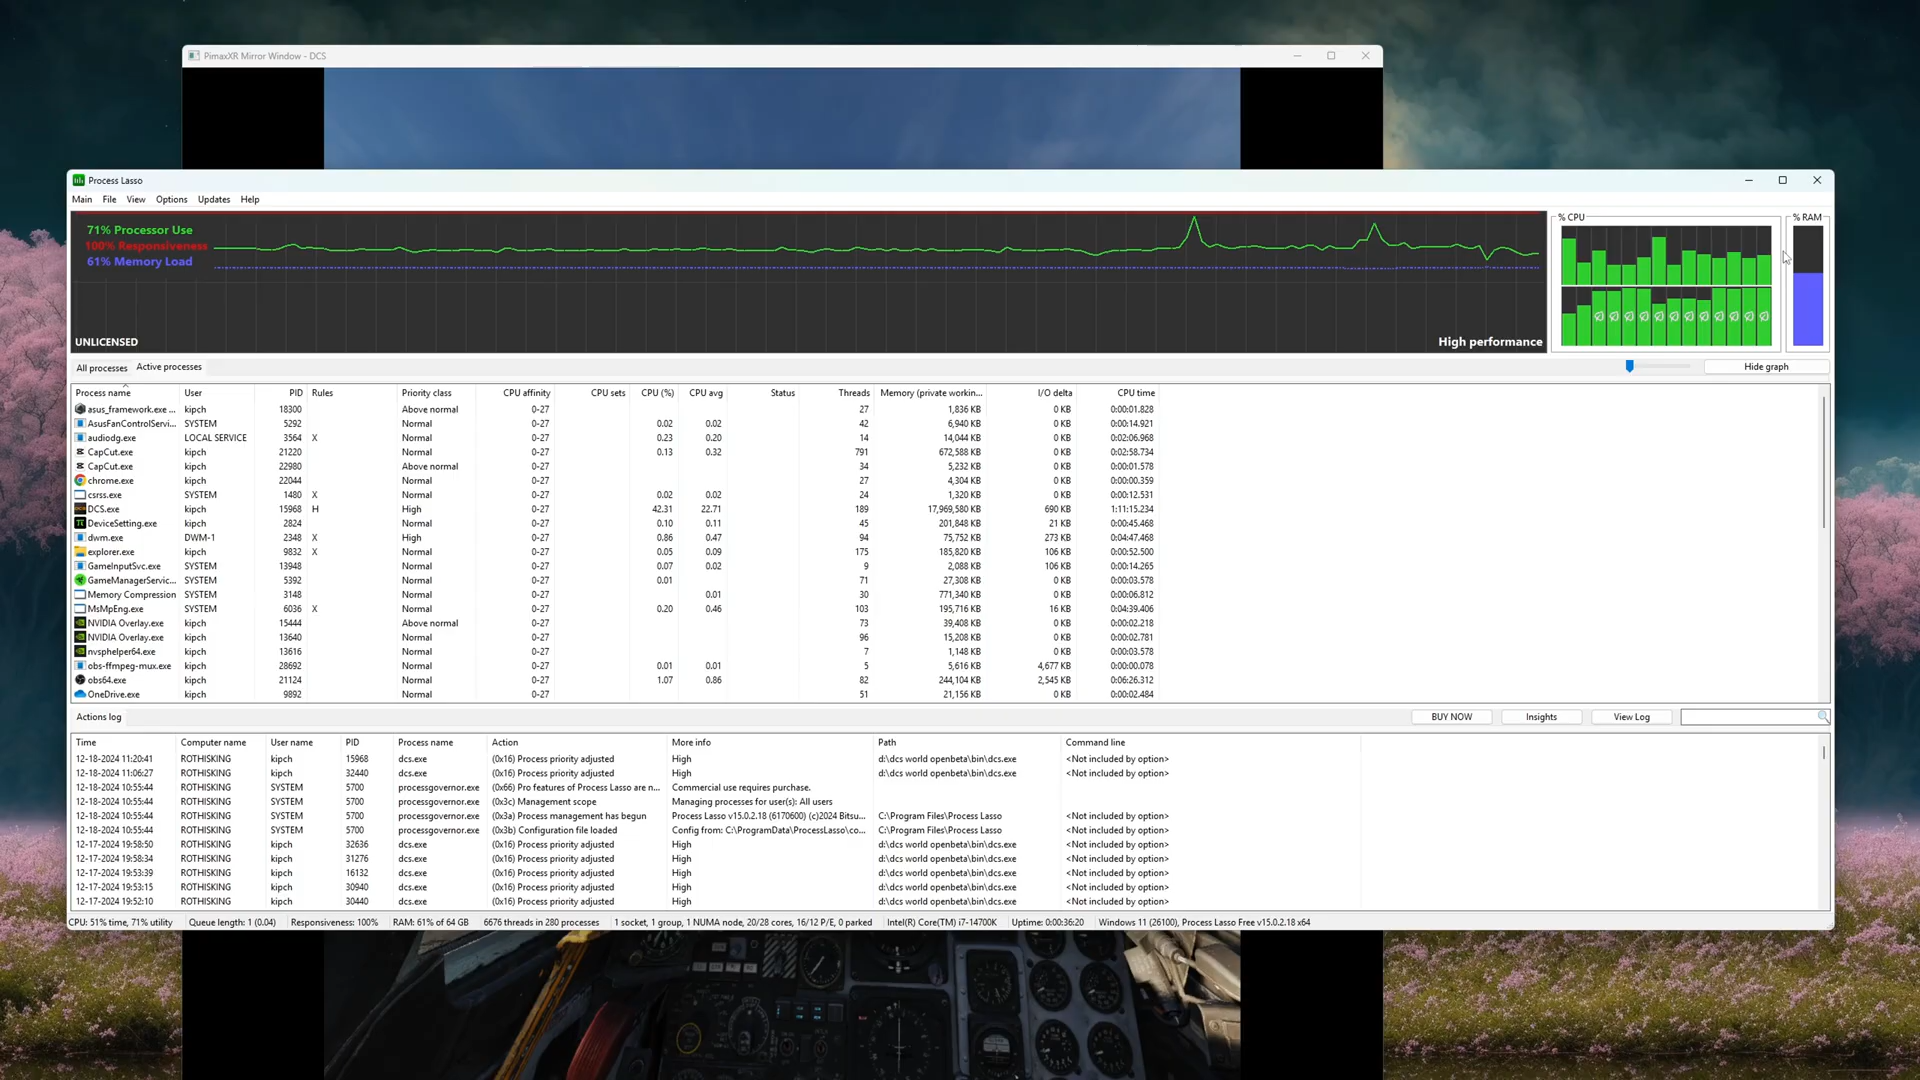 PimaxXR Mirror Window - DCS
Process Lasso
Main File View Options Updates Help
71% Processor Use
100% Responsiveness
61% Memory Load
UNLICENSED
High performance
% CPU
% RAM
All processes Active processes
Hide graph
Process name User PID Rules Priority class CPU affinity CPU sets CPU (%) CPU avg Status Threads Memory (private workin... I/O delta CPU time
asus_framework.exe ... kipch 18300 Above normal 0-27 27 1,836 KB 0 KB 0:00:01.828
AsusFanControlServi... SYSTEM 5292 Normal 0-27 0.02 0.02 42 6,940 KB 0 KB 0:00:14.921
audiodg.exe LOCAL SERVICE 3564 X Normal 0-27 0.23 0.20 14 14,044 KB 0 KB 0:02:06.968
CapCut.exe kipch 21220 Normal 0-27 0.13 0.32 791 672,588 KB 0 KB 0:02:58.734
CapCut.exe kipch 22980 Above normal 0-27 34 5,232 KB 0 KB 0:00:01.578
chrome.exe kipch 22044 Normal 0-27 27 4,304 KB 0 KB 0:00:00.359
csrss.exe SYSTEM 1480 X Normal 0-27 0.02 0.02 24 1,320 KB 0 KB 0:00:12.531
DCS.exe kipch 15968 H High 0-27 42.31 22.71 189 17,969,580 KB 690 KB 1:11:15.234
DeviceSetting.exe kipch 2824 Normal 0-27 0.10 0.11 45 201,848 KB 21 KB 0:00:45.468
dwm.exe DWM-1 2348 X High 0-27 0.86 0.47 94 75,752 KB 273 KB 0:04:47.468
explorer.exe kipch 9832 X Normal 0-27 0.05 0.09 175 185,820 KB 106 KB 0:00:52.500
GameInputSvc.exe SYSTEM 13948 Normal 0-27 0.07 0.02 9 2,088 KB 106 KB 0:00:14.265
GameManagerServic... SYSTEM 5392 Normal 0-27 0.01 71 27,308 KB 0 KB 0:00:03.578
Memory Compression SYSTEM 3148 Normal 0-27 0.01 30 771,340 KB 0 KB 0:00:06.812
MsMpEng.exe SYSTEM 6036 X Normal 0-27 0.20 0.46 103 195,716 KB 16 KB 0:04:39.406
NVIDIA Overlay.exe kipch 15444 Above normal 0-27 73 39,408 KB 0 KB 0:00:02.218
NVIDIA Overlay.exe kipch 13640 Normal 0-27 96 15,208 KB 0 KB 0:00:02.781
nvsphelper64.exe kipch 13616 Normal 0-27 7 1,148 KB 0 KB 0:00:03.578
obs-ffmpeg-mux.exe kipch 28692 Normal 0-27 0.01 0.01 5 5,616 KB 4,677 KB 0:00:00.078
obs64.exe kipch 21124 Normal 0-27 1.07 0.86 82 244,104 KB 2,545 KB 0:06:26.312
OneDrive.exe kipch 9892 Normal 0-27 51 21,156 KB 0 KB 0:00:02.484
Actions log BUY NOW Insights View Log
Time Computer name User name PID Process name Action More info Path Command line
12-18-2024 11:20:41 ROTHISKING kipch 15968 dcs.exe (0x16) Process priority adjusted High d:\dcs world openbeta\bin\dcs.exe <Not included by option>
12-18-2024 11:06:27 ROTHISKING kipch 32440 dcs.exe (0x16) Process priority adjusted High d:\dcs world openbeta\bin\dcs.exe <Not included by option>
12-18-2024 10:55:44 ROTHISKING SYSTEM 5700 processgovernor.exe (0x66) Pro features of Process Lasso are n... Commercial use requires purchase.
12-18-2024 10:55:44 ROTHISKING SYSTEM 5700 processgovernor.exe (0x3c) Management scope Managing processes for user(s): All users
12-18-2024 10:55:44 ROTHISKING SYSTEM 5700 processgovernor.exe (0x3a) Process management has begun Process Lasso v15.0.2.18 (6170600) (c)2024 Bitsu... C:\Program Files\Process Lasso <Not included by option>
12-18-2024 10:55:44 ROTHISKING SYSTEM 5700 processgovernor.exe (0x3b) Configuration file loaded Config from: C:\ProgramData\ProcessLasso\co... C:\Program Files\Process Lasso <Not included by option>
12-17-2024 19:58:50 ROTHISKING kipch 32636 dcs.exe (0x16) Process priority adjusted High d:\dcs world openbeta\bin\dcs.exe <Not included by option>
12-17-2024 19:58:34 ROTHISKING kipch 31276 dcs.exe (0x16) Process priority adjusted High d:\dcs world openbeta\bin\dcs.exe <Not included by option>
12-17-2024 19:53:39 ROTHISKING kipch 16132 dcs.exe (0x16) Process priority adjusted High d:\dcs world openbeta\bin\dcs.exe <Not included by option>
12-17-2024 19:53:15 ROTHISKING kipch 30940 dcs.exe (0x16) Process priority adjusted High d:\dcs world openbeta\bin\dcs.exe <Not included by option>
12-17-2024 19:52:10 ROTHISKING kipch 30440 dcs.exe (0x16) Process priority adjusted High d:\dcs world openbeta\bin\dcs.exe <Not included by option>
CPU: 51% time, 71% utility Queue length: 1 (0.04) Responsiveness: 100% RAM: 61% of 64 GB 6676 threads in 280 processes 1 socket, 1 group, 1 NUMA node, 20/28 cores, 16/12 P/E, 0 parked Intel(R) Core(TM) i7-14700K Uptime: 0:00:36:20 Windows 11 (26100), Process Lasso Free v15.0.2.18 x64